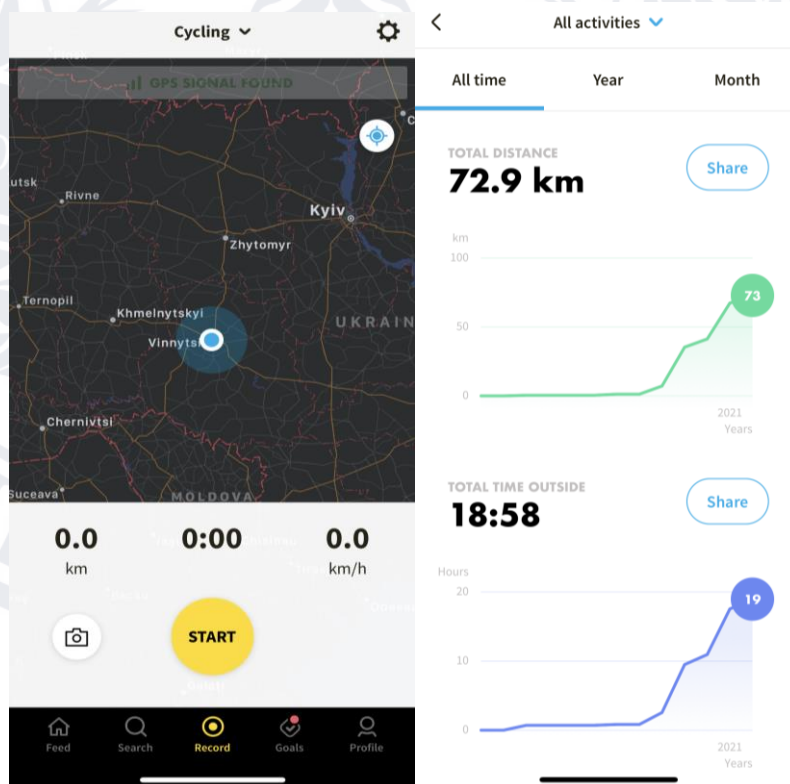 Cycling
GPS SIGNAL FOUND
Rivne
Kyiv
Zhytomyr
Ternopil
Khmelnytskyi
UKRAIN
Vinnytsi
Chernivtsi
Suceava
MOLDOVA
0.0
0:00
0.0
km
km/h
START
Feed
Search
Record
Goals
Profile
All activities
All time
Year
Month
TOTAL DISTANCE
72.9 km
Share
km
100
73
50
0
2021
Years
TOTAL TIME OUTSIDE
18:58
Share
Hours
20
19
10
0
2021
Years